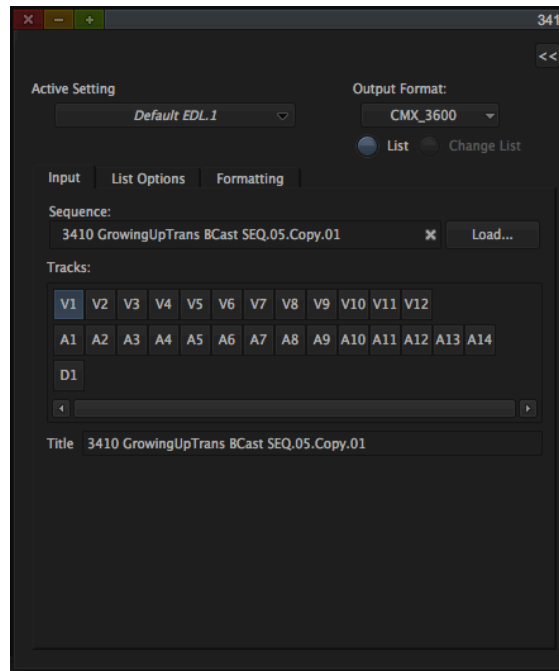 341
<<
Active Setting Output Format:
Default EDL.1 CMX_3600
List Change List
Input List Options Formatting
Sequence:
3410 GrowingUpTrans BCast SEQ.05.Copy.01 Load...
Tracks:
V1 V2 V3 V4 V5 V6 V7 V8 V9 V10 V11 V12
A1 A2 A3 A4 A5 A6 A7 A8 A9 A10 A11 A12 A13 A14
D1
Title 3410 GrowingUpTrans BCast SEQ.05.Copy.01